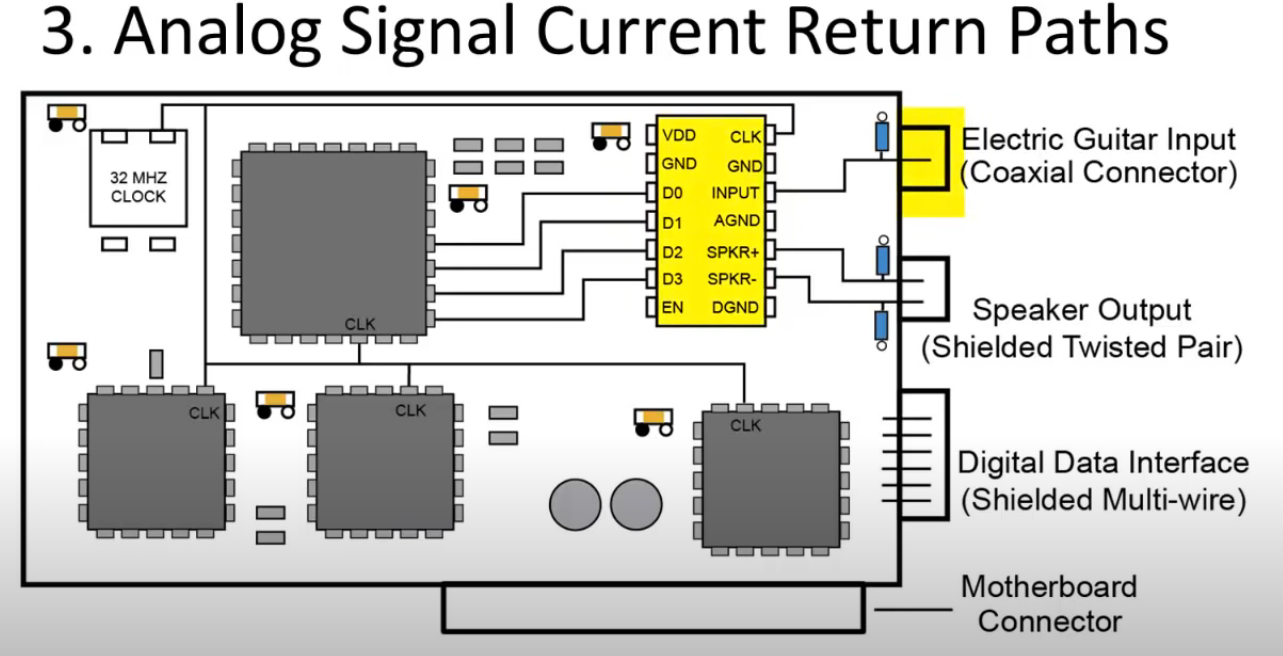 3. Analog Signal Current Return Paths
32 MHZ
CLOCK
CLK
VDD
GND
D0
D1
D2
D3
EN
CLK
GND
INPUT
AGND
SPKR+
SPKR-
DGND
Electric Guitar Input
(Coaxial Connector)
Speaker Output
(Shielded Twisted Pair)
CLK
CLK
CLK
Digital Data Interface
(Shielded Multi-wire)
Motherboard
Connector